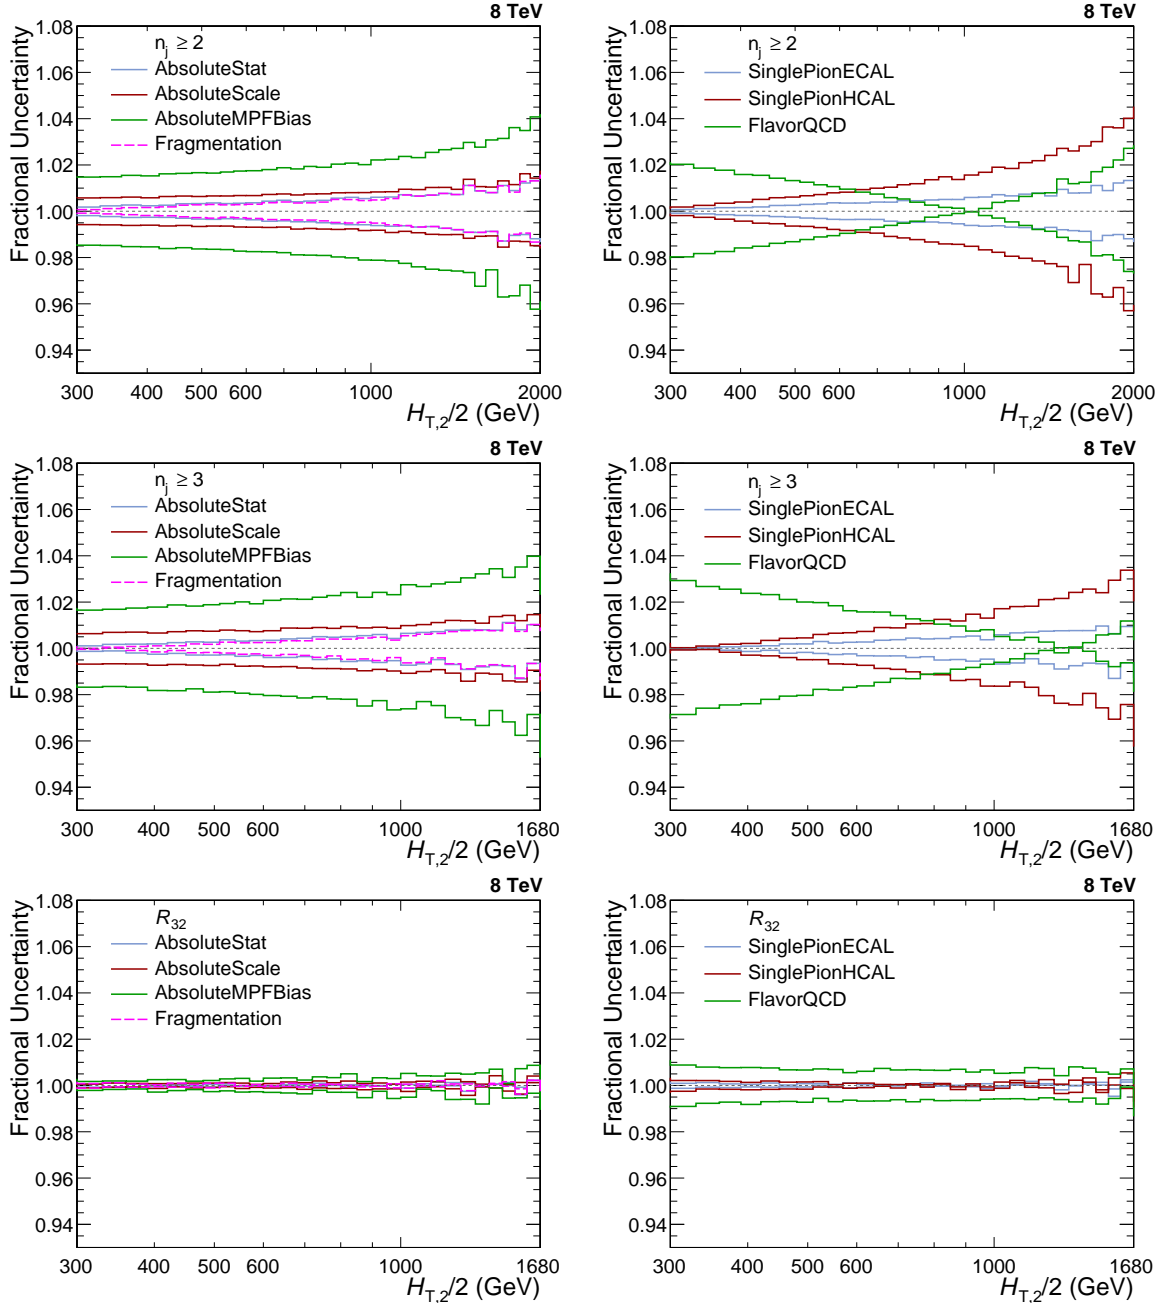 8 TeV
Fractional Uncertainty
1.08
1.06
1.04
1.02
1.00
0.98
0.96
0.94
n_j ≥ 2
AbsoluteStat
AbsoluteScale
AbsoluteMPFBias
Fragmentation
300 400 500 600 1000 2000
H_T,2/2 (GeV)
8 TeV
Fractional Uncertainty
1.08
1.06
1.04
1.02
1.00
0.98
0.96
0.94
n_j ≥ 2
SinglePionECAL
SinglePionHCAL
FlavorQCD
300 400 500 600 1000 2000
H_T,2/2 (GeV)
8 TeV
Fractional Uncertainty
1.08
1.06
1.04
1.02
1.00
0.98
0.96
0.94
n_j ≥ 3
AbsoluteStat
AbsoluteScale
AbsoluteMPFBias
Fragmentation
300 400 500 600 1000 1680
H_T,2/2 (GeV)
8 TeV
Fractional Uncertainty
1.08
1.06
1.04
1.02
1.00
0.98
0.96
0.94
n_j ≥ 3
SinglePionECAL
SinglePionHCAL
FlavorQCD
300 400 500 600 1000 1680
H_T,2/2 (GeV)
8 TeV
Fractional Uncertainty
1.08
1.06
1.04
1.02
1.00
0.98
0.96
0.94
R_32
AbsoluteStat
AbsoluteScale
AbsoluteMPFBias
Fragmentation
300 400 500 600 1000 1680
H_T,2/2 (GeV)
8 TeV
Fractional Uncertainty
1.08
1.06
1.04
1.02
1.00
0.98
0.96
0.94
R_32
SinglePionECAL
SinglePionHCAL
FlavorQCD
300 400 500 600 1000 1680
H_T,2/2 (GeV)